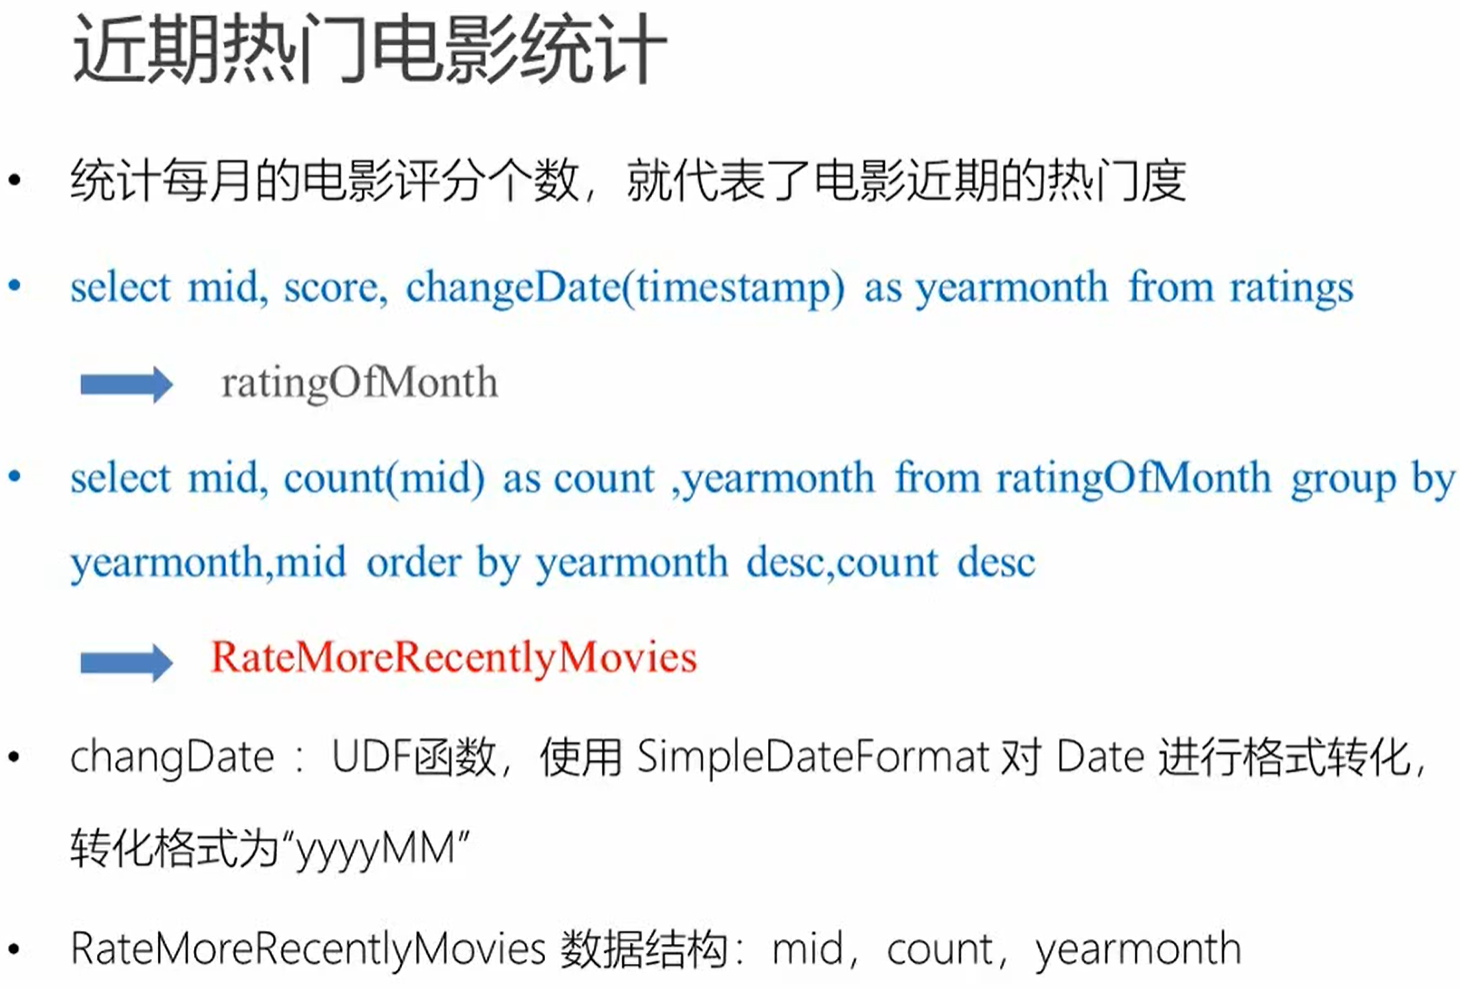 近期热门电影统计
• 统计每月的电影评分个数，就代表了电影近期的热门度
• select mid, score, changeDate(timestamp) as yearmonth from ratings
ratingOfMonth
• select mid, count(mid) as count ,yearmonth from ratingOfMonth group by
yearmonth,mid order by yearmonth desc,count desc
RateMoreRecentlyMovies
• changDate ：UDF函数，使用 SimpleDateFormat 对 Date 进行格式转化，
转化格式为“yyyyMM”
• RateMoreRecentlyMovies 数据结构：mid，count，yearmonth